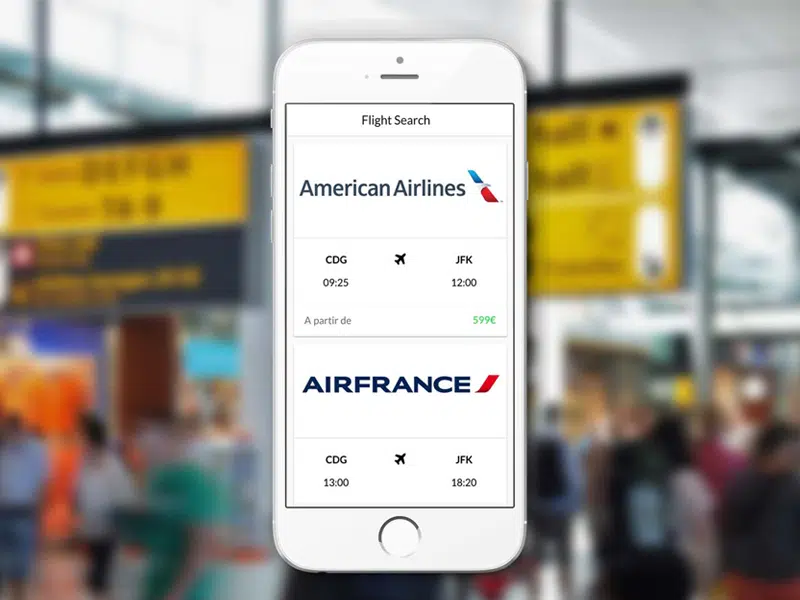 Flight Search
American Airlines
CDG JFK
09:25 12:00
A partir de 599€
AIRFRANCE
CDG JFK
13:00 18:20